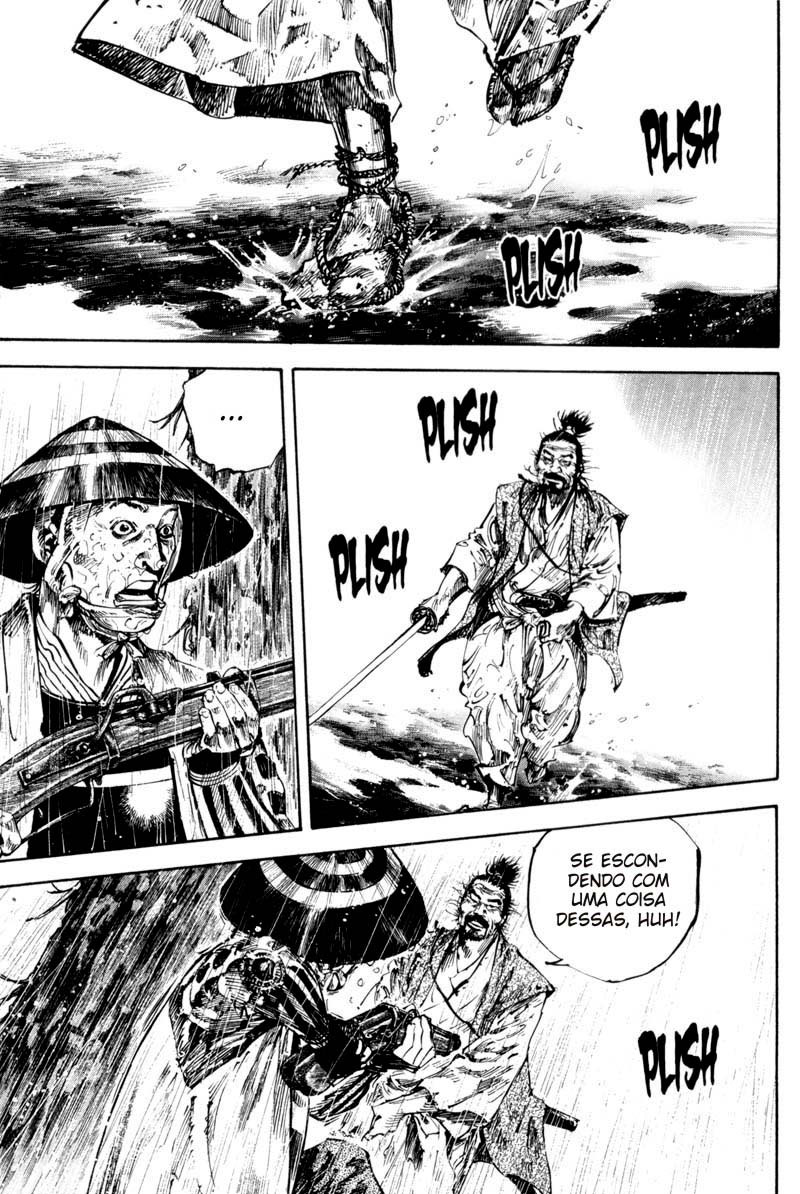 PLISH
PLISH
PLISH
PLISH
...
SE ESCON-
DENDO COM
UMA COISA
DESSAS, HUH!
PLISH